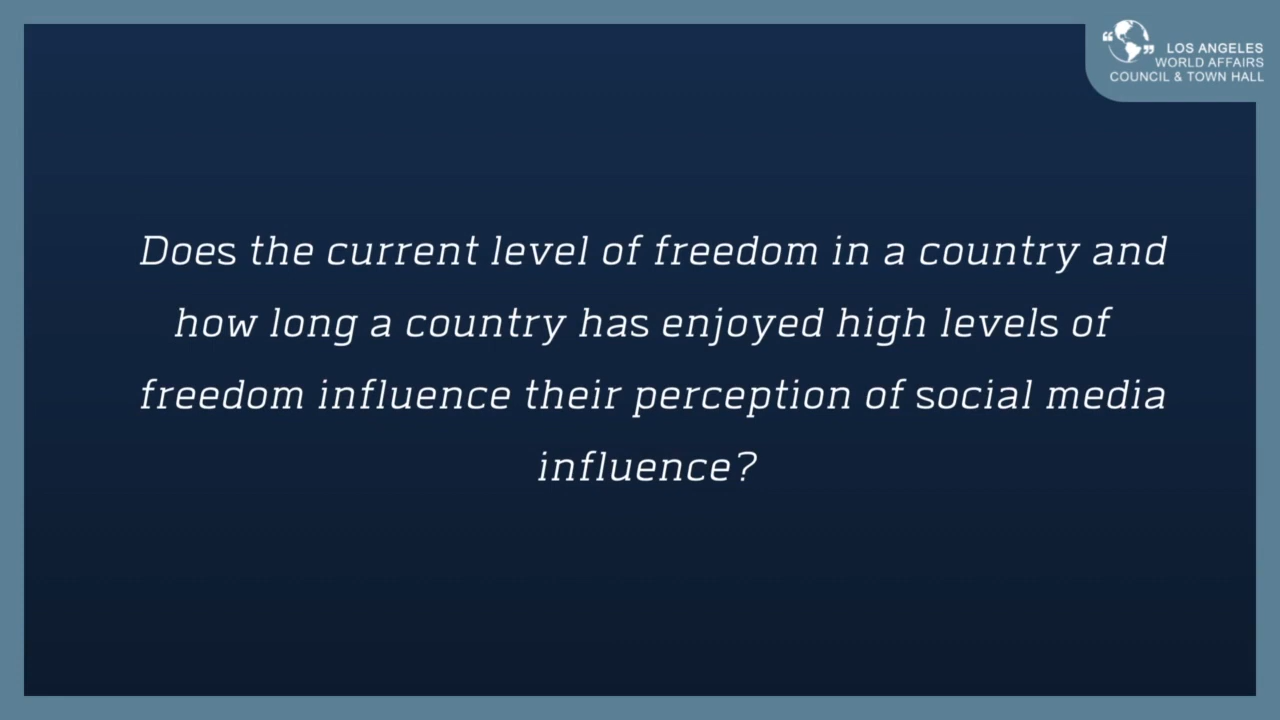 LOS ANGELES
WORLD AFFAIRS
COUNCIL & TOWN HALL
Does the current level of freedom in a country and
how long a country has enjoyed high levels of
freedom influence their perception of social media
influence?